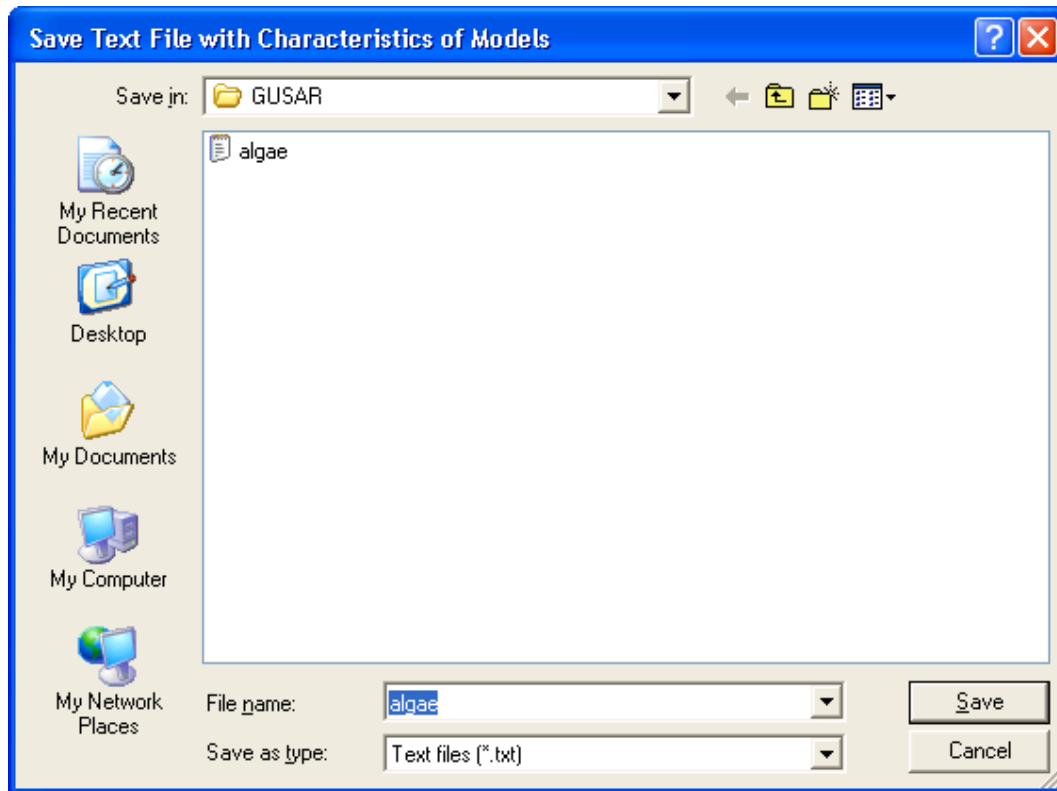 Save Text File with Characteristics of Models
Save in:
GUSAR
algae
My Recent
Documents
Desktop
My Documents
My Computer
My Network
Places
File name:
algae
Save
Save as type:
Text files (*.txt)
Cancel